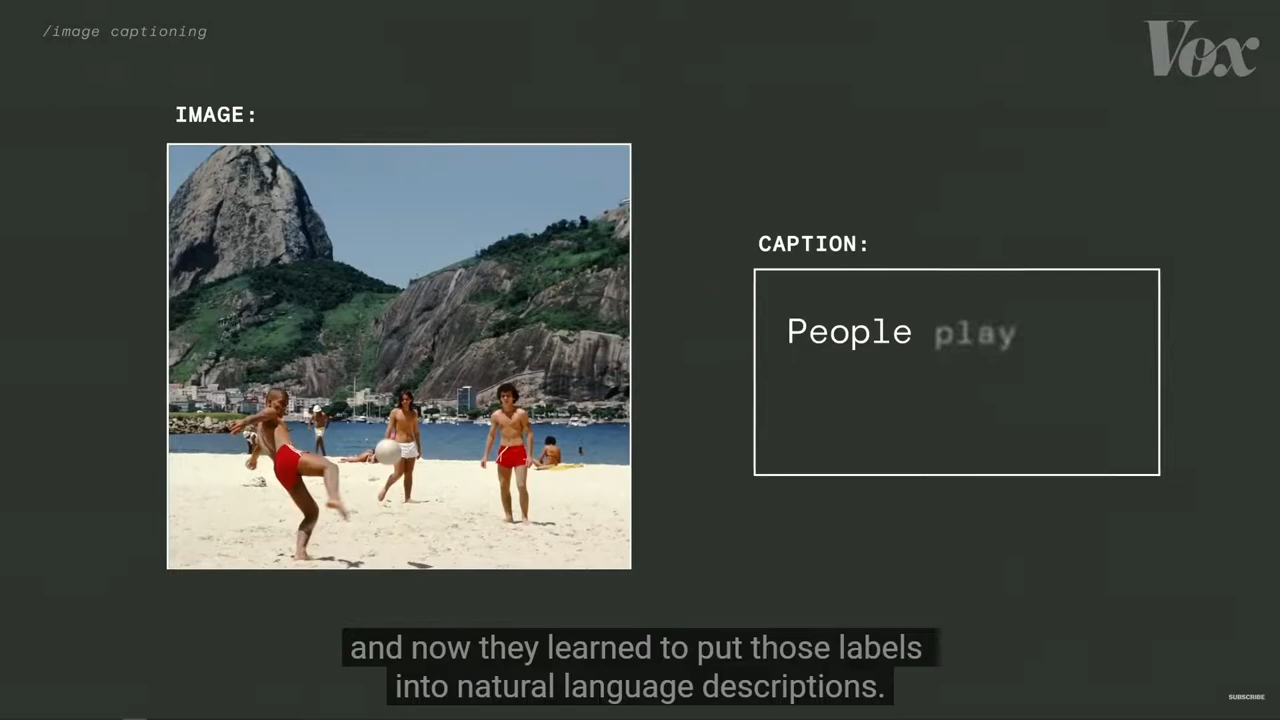 /image captioning
Vox
IMAGE:
CAPTION:
People play
and now they learned to put those labels
into natural language descriptions.
SUBSCRIBE